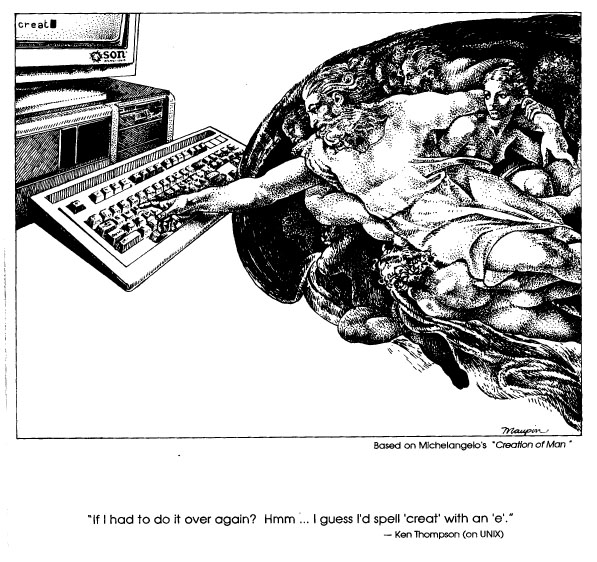 creat
son
Maupin
Based on Michelangelo's "Creation of Man"
"If I had to do it over again? Hmm ... I guess I'd spell 'creat' with an 'e'."
— Ken Thompson (on UNIX)